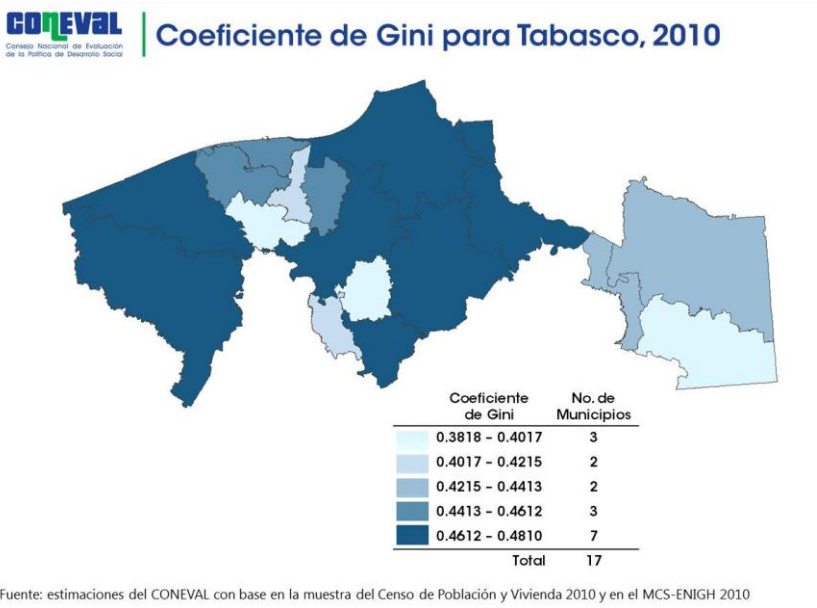 CONEVAL
Consejo Nacional de Evaluación
de la Política de Desarrollo Social
Coeficiente de Gini para Tabasco, 2010
Coeficiente de Gini No. de Municipios
0.3818 – 0.4017 3
0.4017 – 0.4215 2
0.4215 – 0.4413 2
0.4413 – 0.4612 3
0.4612 – 0.4810 7
Total 17
Fuente: estimaciones del CONEVAL con base en la muestra del Censo de Población y Vivienda 2010 y en el MCS-ENIGH 2010